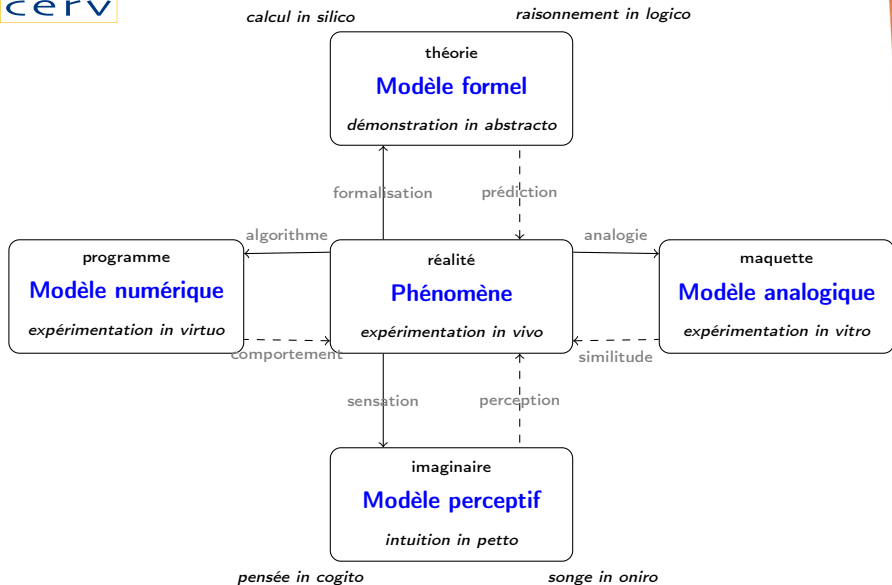 cerv
calcul in silico
raisonnement in logico
théorie
Modèle formel
démonstration in abstracto
formalisation
prédiction
algorithme
analogie
programme
Modèle numérique
expérimentation in virtuo
réalité
Phénomène
expérimentation in vivo
maquette
Modèle analogique
expérimentation in vitro
comportement
similitude
sensation
perception
imaginaire
Modèle perceptif
intuition in petto
pensée in cogito
songe in oniro